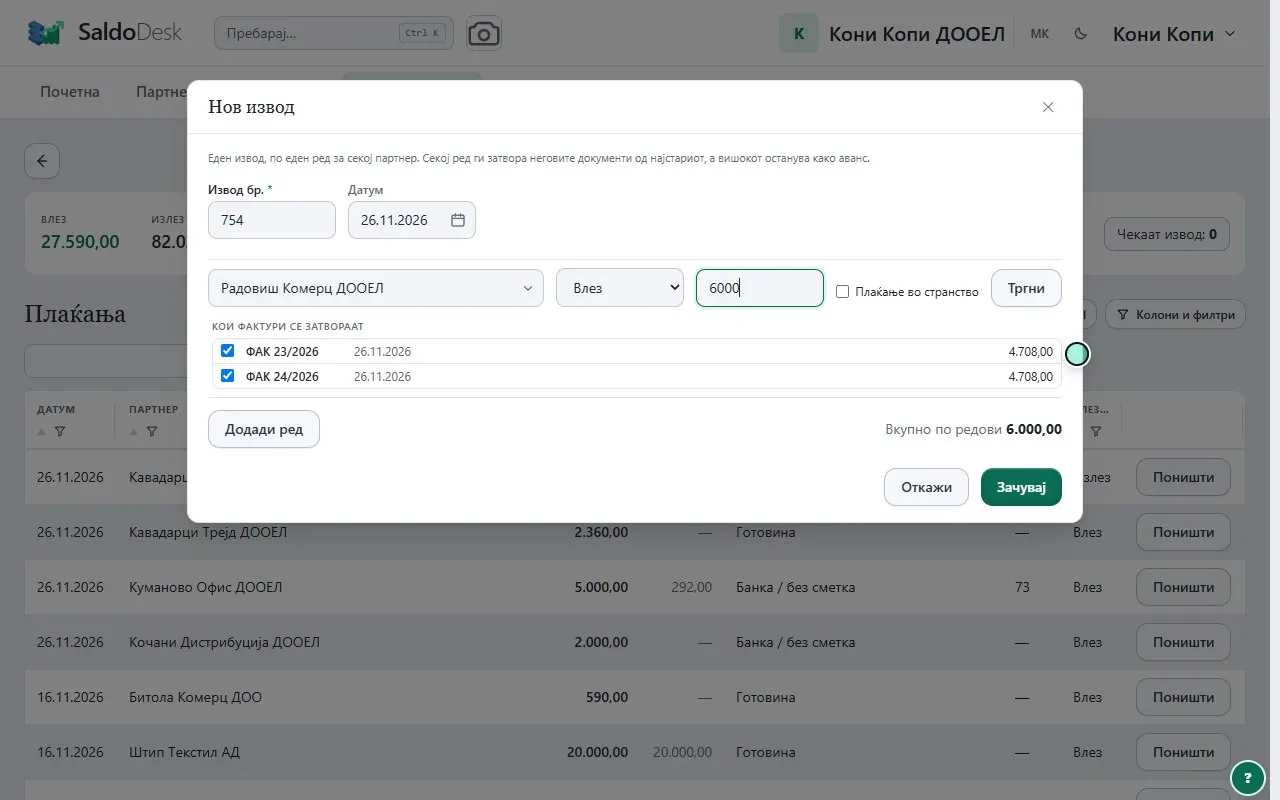 SaldoDesk Пребарај... Ctrl K К Кони Копи ДООЕЛ МК Кони Копи
Почетна Партне
Нов извод
Еден извод, по еден ред за секој партнер. Секој ред ги затвора неговите документи од најстариот, а вишокот останува како аванс.
Извод бр. * Датум
754 26.11.2026
ВЛЕЗ ИЗЛЕЗ
27.590,00 82.0
Чекаат извод: 0
Радовиш Комерц ДООЕЛ Влез 6000 Плаќање во странство Тргни
Плаќања Колони и филтри
КОИ ФАКТУРИ СЕ ЗАТВОРААТ
ФАК 23/2026 26.11.2026 4.708,00
ФАК 24/2026 26.11.2026 4.708,00
Додади ред Вкупно по редови 6.000,00
Откажи Зачувај
ДАТУМ ПАРТНЕР ЛЕЗ...
26.11.2026 Кавадарц злез Поништи
26.11.2026 Кавадарци Трејд ДООЕЛ 2.360,00 — Готовина — Влез Поништи
26.11.2026 Куманово Офис ДООЕЛ 5.000,00 292,00 Банка / без сметка 73 Влез Поништи
26.11.2026 Кочани Дистрибуција ДООЕЛ 2.000,00 — Банка / без сметка — Влез Поништи
16.11.2026 Битола Комерц ДОО 590,00 — Готовина — Влез Поништи
16.11.2026 Штип Текстил АД 20.000,00 20.000,00 Готовина — Влез Поништи
?